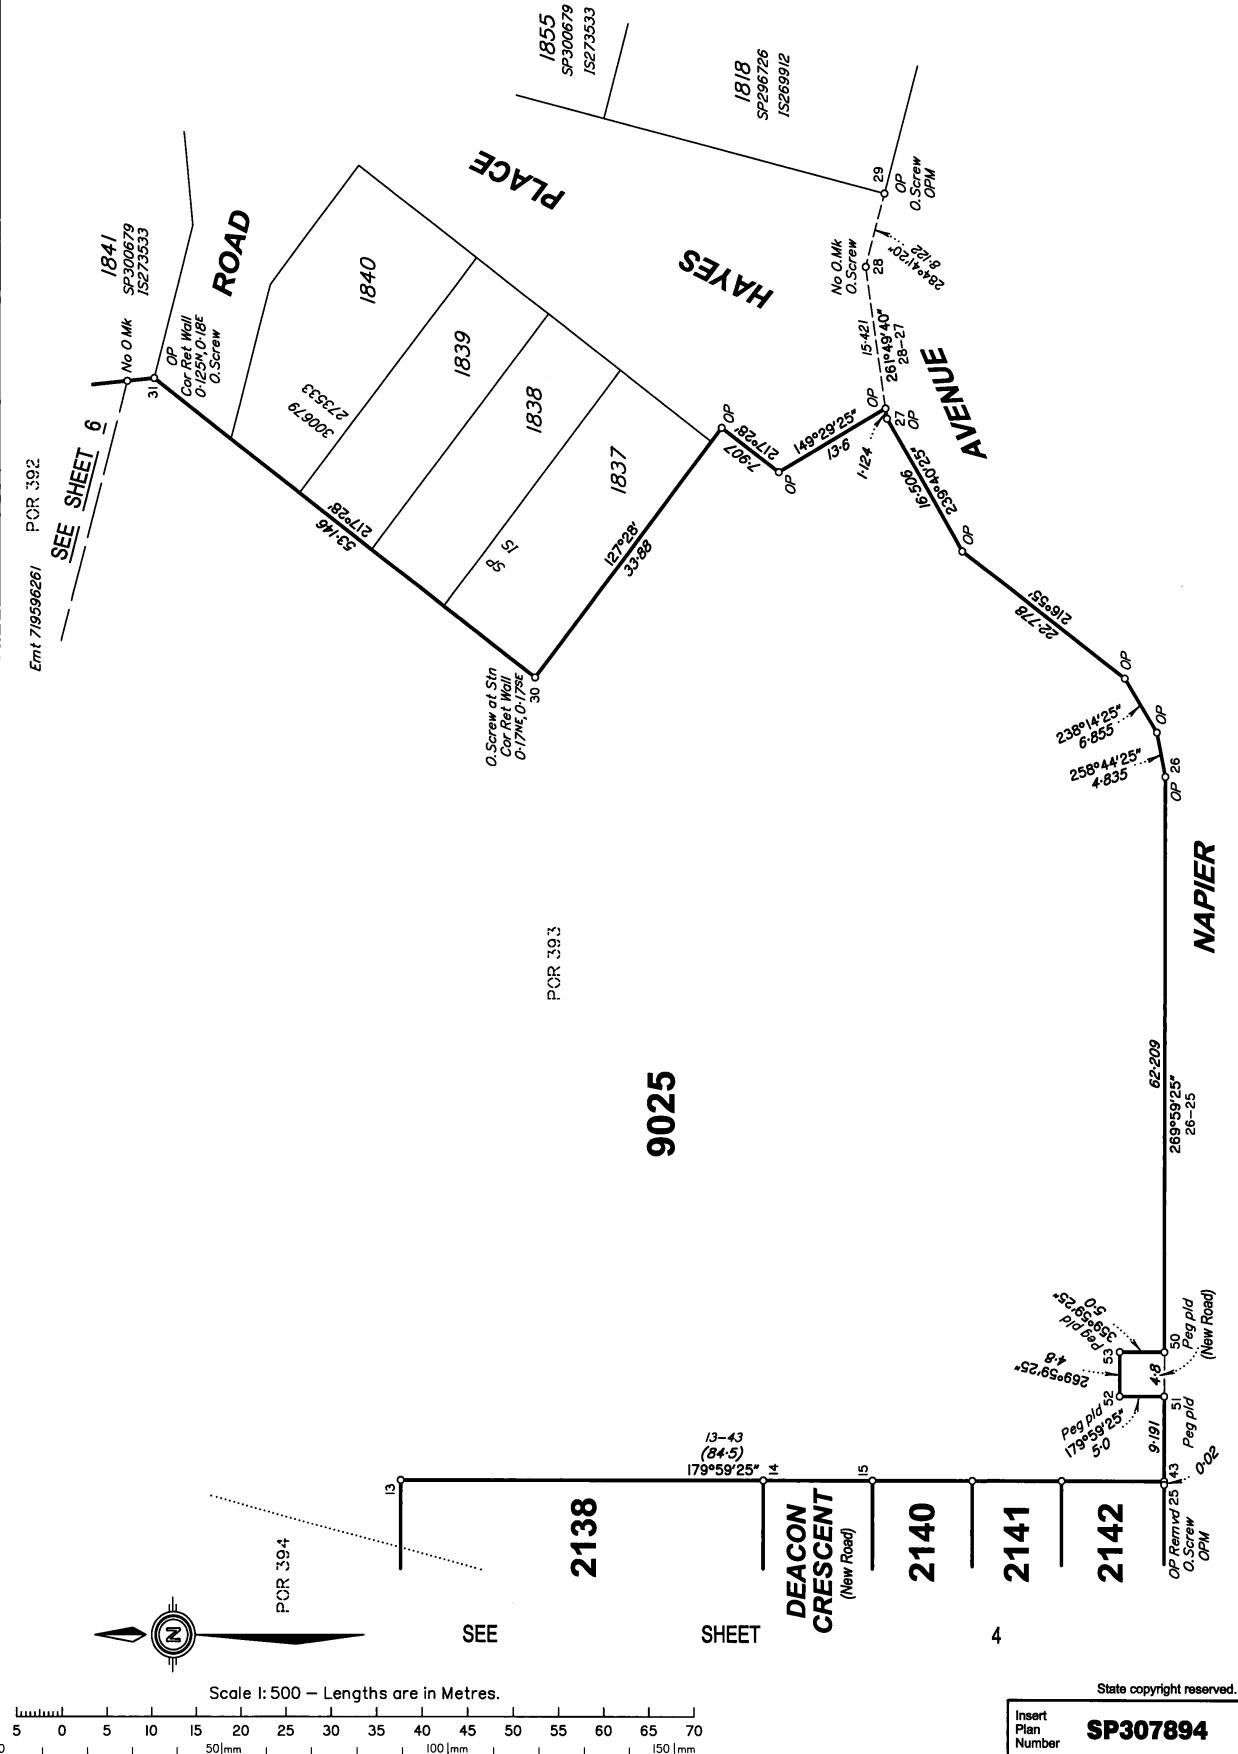 1855
SP300679
IS273533
1818
SP296726
IS269912
PLACE
HAYES
1841
SP300679
IS273533
ROAD
No O Mk
31
OP
Cor Ret Wall
0·125N,0·18E
O.Screw
1840
1839
1838
1837
300679
273533
SP
IS
SEE SHEET 6
POR 392
Emt 719596261
217°28'
53·146
127°28'
33·88
O.Screw at Stn
Cor Ret Wall
0·17NE,0·17SE
30
OP
217°28'
7·907
OP
149°29'25"
13·6
1·124
OP
27
OP
15·421
261°49'40"
28-27
No O.Mk
O.Screw
28
284°41'20"
8·122
29
OP
O.Screw
OPM
AVENUE
239°40'25"
16·506
OP
216°55'
22·778
OP
238°14'25"
6·855
OP
258°44'25"
4·835
OP 26
NAPIER
POR 393
9025
62·209
269°59'25"
26-25
359°59'25"
5·0
Peg pld
53
269°59'25"
4·8
52
Peg pld
179°59'25"
5·0
4·8
50
Peg pld
(New Road)
51
Peg pld
9·191
43
0·02
25
OP Remvd
O.Screw
OPM
13-43
(84·5)
179°59'25"
13
14
15
2138
DEACON
CRESCENT
(New Road)
2140
2141
2142
POR 394
N
SEE SHEET 4
Scale 1:500 – Lengths are in Metres.
5 0 5 10 15 20 25 30 35 40 45 50 55 60 65 70
0 50mm 100mm 150mm
State copyright reserved.
Insert
Plan
Number
SP307894